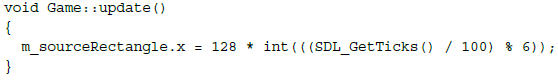 void Game::update()
{
  m_sourceRectangle.x = 128 * int(((SDL_GetTicks() / 100) % 6));
}